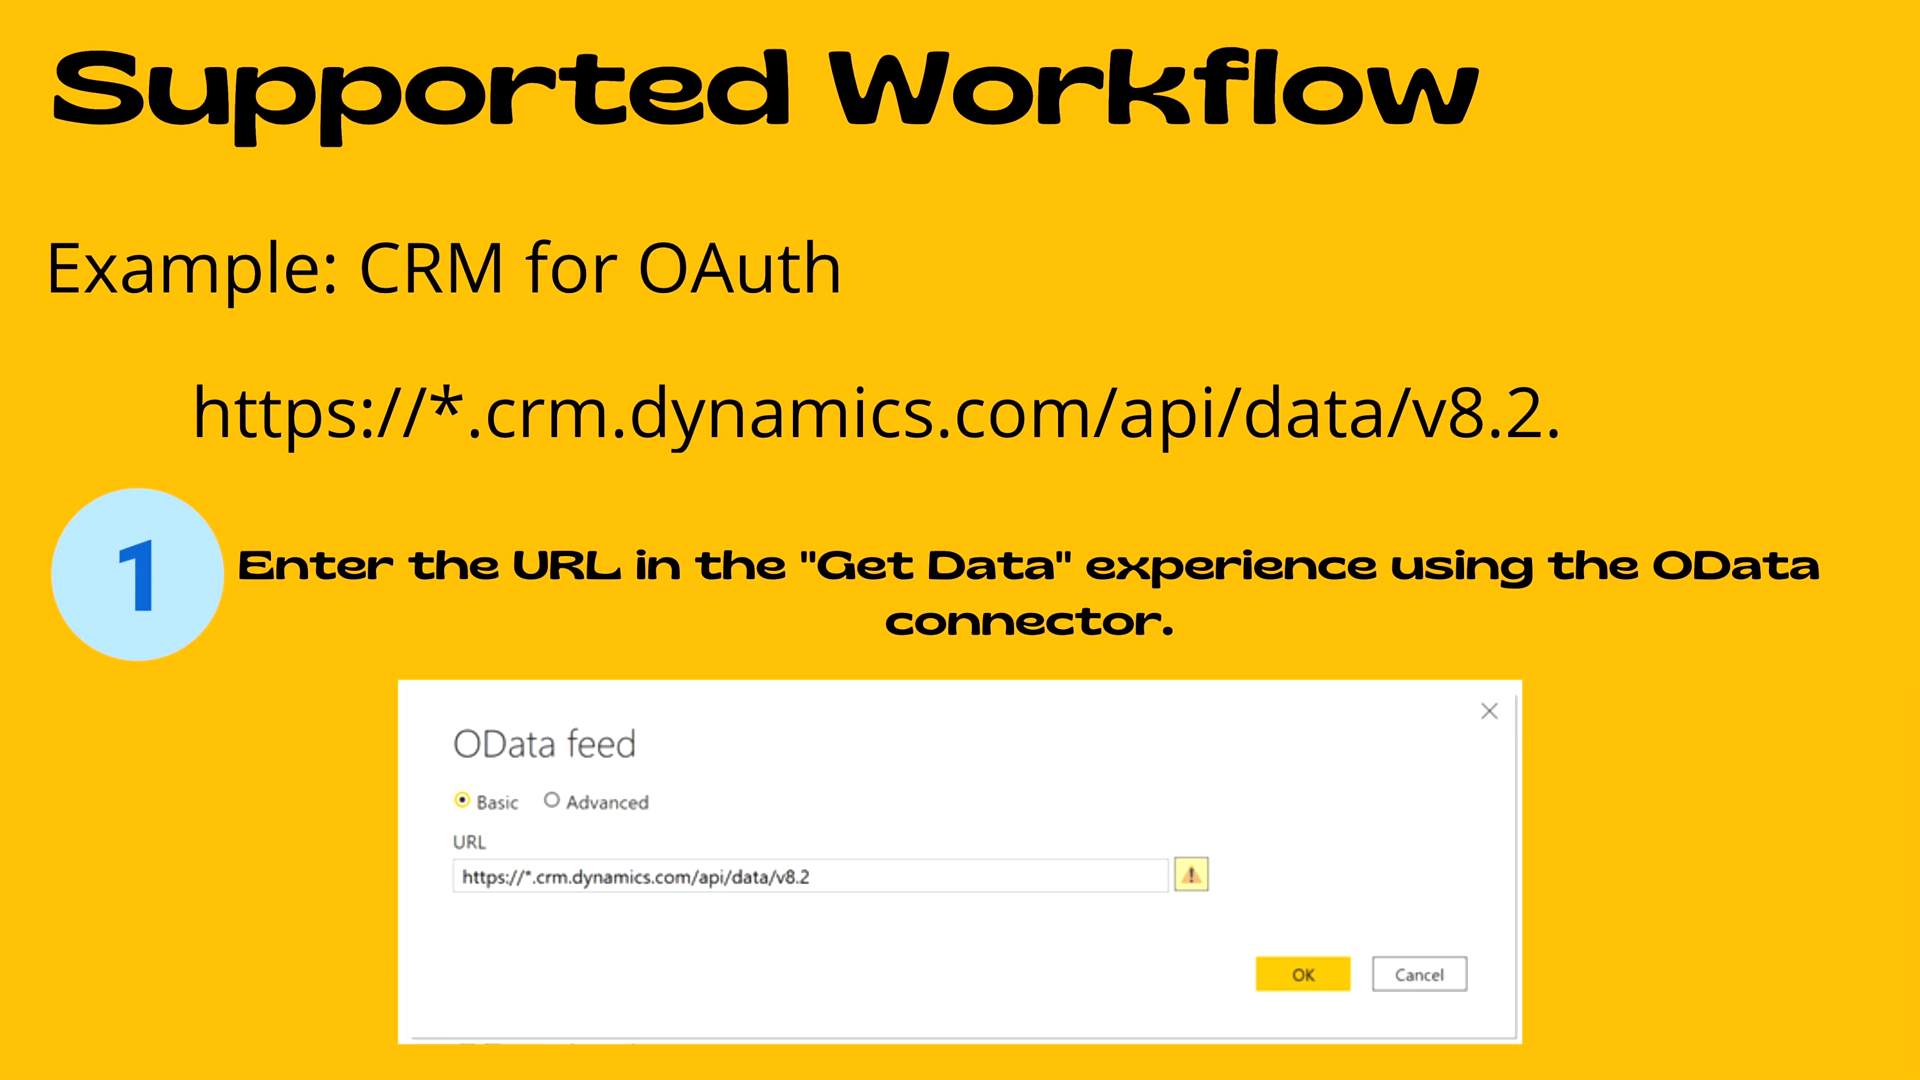 Supported Workflow
Example: CRM for OAuth
https://*.crm.dynamics.com/api/data/v8.2.
1
Enter the URL in the "Get Data" experience using the OData
connector.
OData feed
Basic Advanced
URL
https://*.crm.dynamics.com/api/data/v8.2
OK Cancel